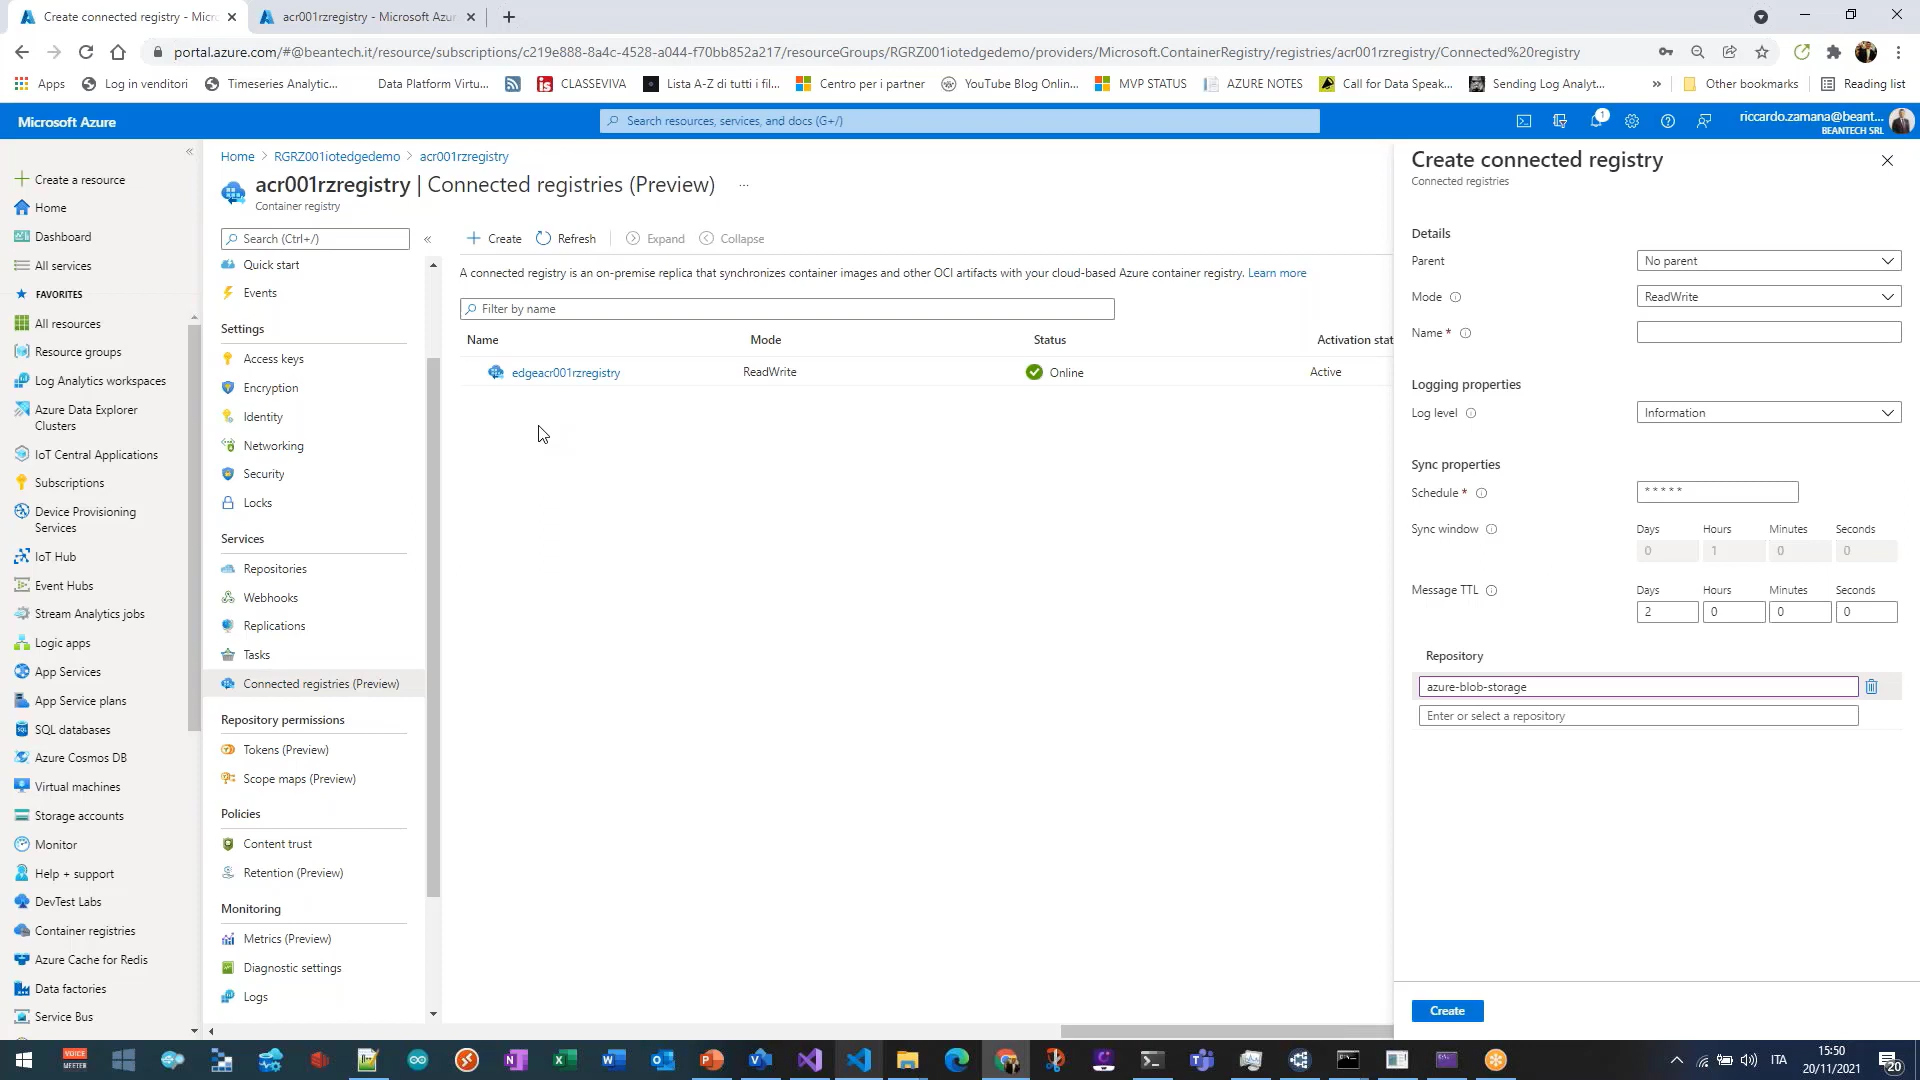 Create connected registry - Micro
acr001rzregistry - Microsoft Azur
portal.azure.com/#@beantech.it/resource/subscriptions/c219e888-8a4c-4528-a044-f70bb852a217/resourceGroups/RGRZ001iotedgedemo/providers/Microsoft.ContainerRegistry/registries/acr001rzregistry/Connected%20registry
Apps
Log in venditori
Timeseries Analytic...
Data Platform Virtu...
CLASSEVIVA
Lista A-Z di tutti i fil...
Centro per i partner
YouTube Blog Onlin...
MVP STATUS
AZURE NOTES
Call for Data Speak...
Sending Log Analyt...
»
Other bookmarks
Reading list
Microsoft Azure
Search resources, services, and docs (G+/)
1
riccardo.zamana@beant...
BEANTECH SRL
Create a resource
Home
Dashboard
All services
FAVORITES
All resources
Resource groups
Log Analytics workspaces
Azure Data Explorer
Clusters
IoT Central Applications
Subscriptions
Device Provisioning
Services
IoT Hub
Event Hubs
Stream Analytics jobs
Logic apps
App Services
App Service plans
SQL databases
Azure Cosmos DB
Virtual machines
Storage accounts
Monitor
Help + support
DevTest Labs
Container registries
Azure Cache for Redis
Data factories
Service Bus
Home > RGRZ001iotedgedemo > acr001rzregistry
acr001rzregistry | Connected registries (Preview) ...
Container registry
Search (Ctrl+/)
Quick start
Events
Settings
Access keys
Encryption
Identity
Networking
Security
Locks
Services
Repositories
Webhooks
Replications
Tasks
Connected registries (Preview)
Repository permissions
Tokens (Preview)
Scope maps (Preview)
Policies
Content trust
Retention (Preview)
Monitoring
Metrics (Preview)
Diagnostic settings
Logs
Create
Refresh
Expand
Collapse
A connected registry is an on-premise replica that synchronizes container images and other OCI artifacts with your cloud-based Azure container registry. Learn more
Filter by name
Name Mode Status Activation stat
edgeacr001rzregistry ReadWrite Online Active
Create connected registry
Connected registries
Details
Parent No parent
Mode ReadWrite
Name *
Logging properties
Log level Information
Sync properties
Schedule * * * * * *
Sync window Days Hours Minutes Seconds
0 1 0 0
Message TTL Days Hours Minutes Seconds
2 0 0 0
Repository
azure-blob-storage
Enter or select a repository
Create
VOICE
MEETER
ITA
15:50
20/11/2021
20